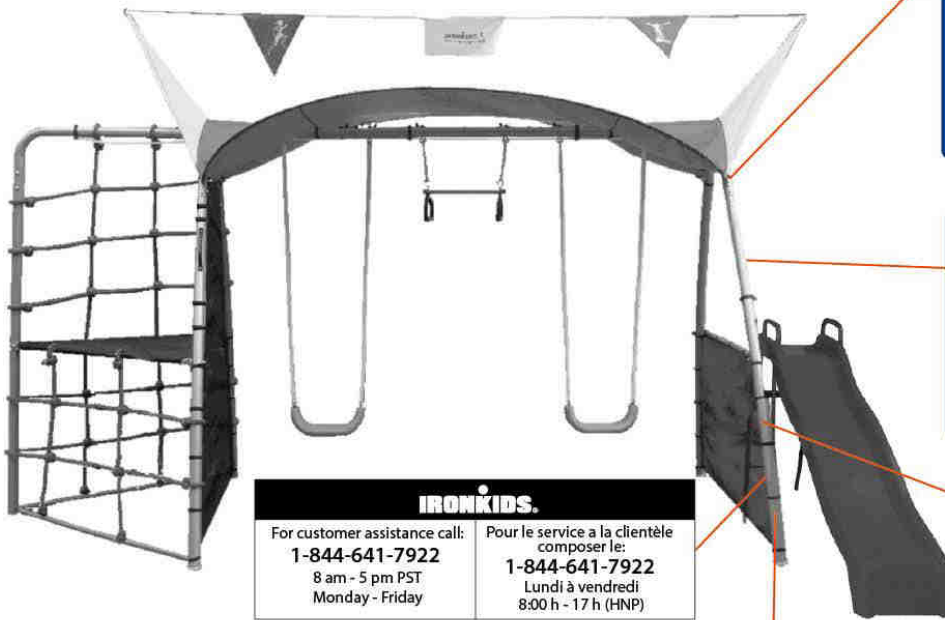 IRONKIDS.
For customer assistance call:
1-844-641-7922
8 am - 5 pm PST
Monday - Friday
Pour le service a la clientèle
composer le:
1-844-641-7922
Lundi à vendredi
8:00 h - 17 h (HNP)